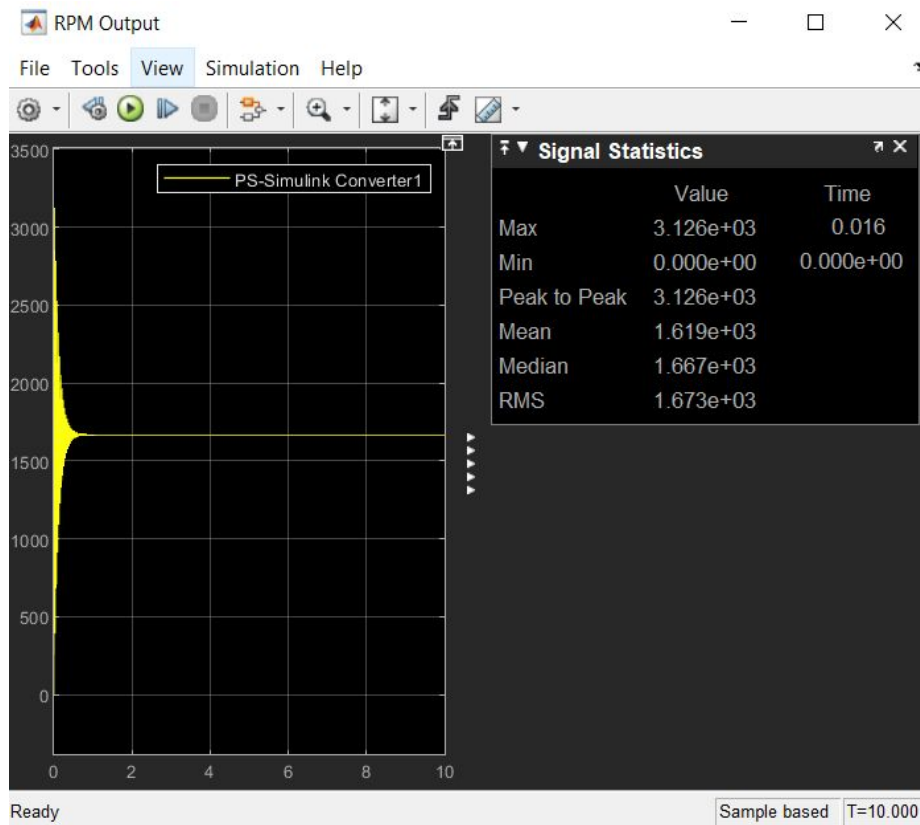 RPM Output
File Tools View Simulation Help
3500
3000
2500
2000
1500
1000
500
0
0 2 4 6 8 10
PS-Simulink Converter1
Signal Statistics
Value Time
Max 3.126e+03 0.016
Min 0.000e+00 0.000e+00
Peak to Peak 3.126e+03
Mean 1.619e+03
Median 1.667e+03
RMS 1.673e+03
Ready Sample based T=10.000